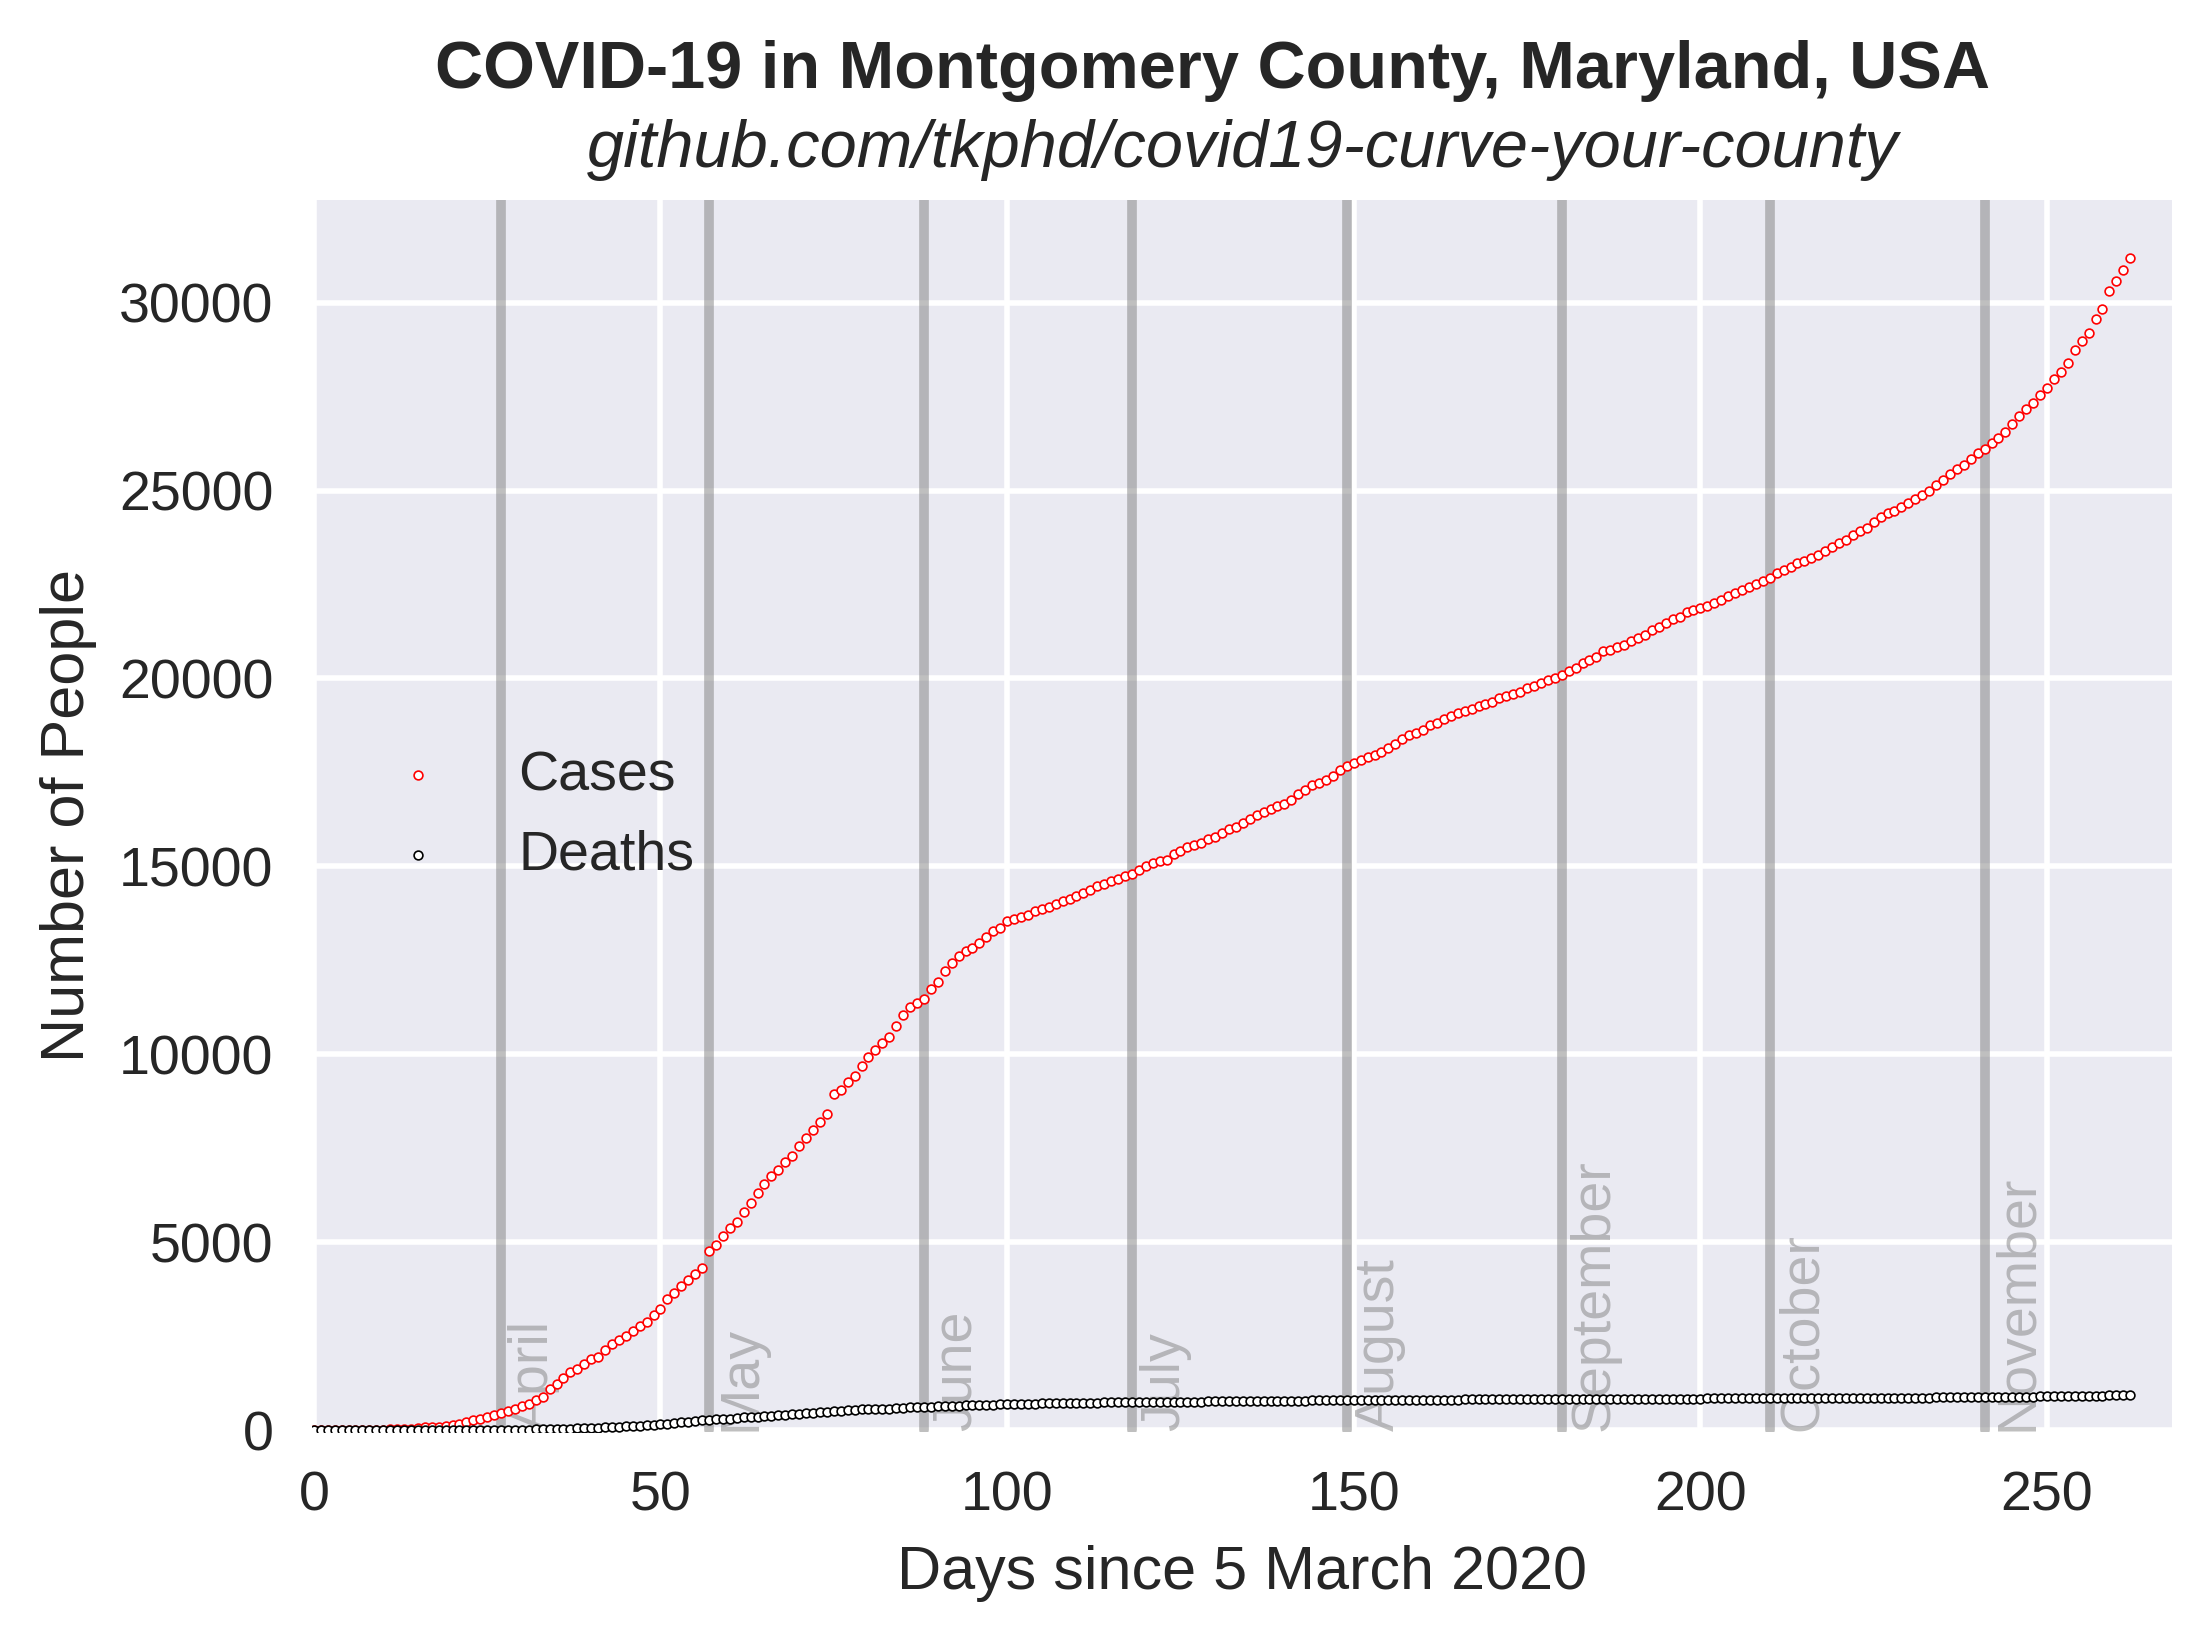 COVID-19 in Montgomery County, Maryland, USA
github.com/tkphd/covid19-curve-your-county
Number of People
30000
25000
20000
15000
10000
5000
0
Cases
Deaths
April
May
June
July
August
September
October
November
0
50
100
150
200
250
Days since 5 March 2020